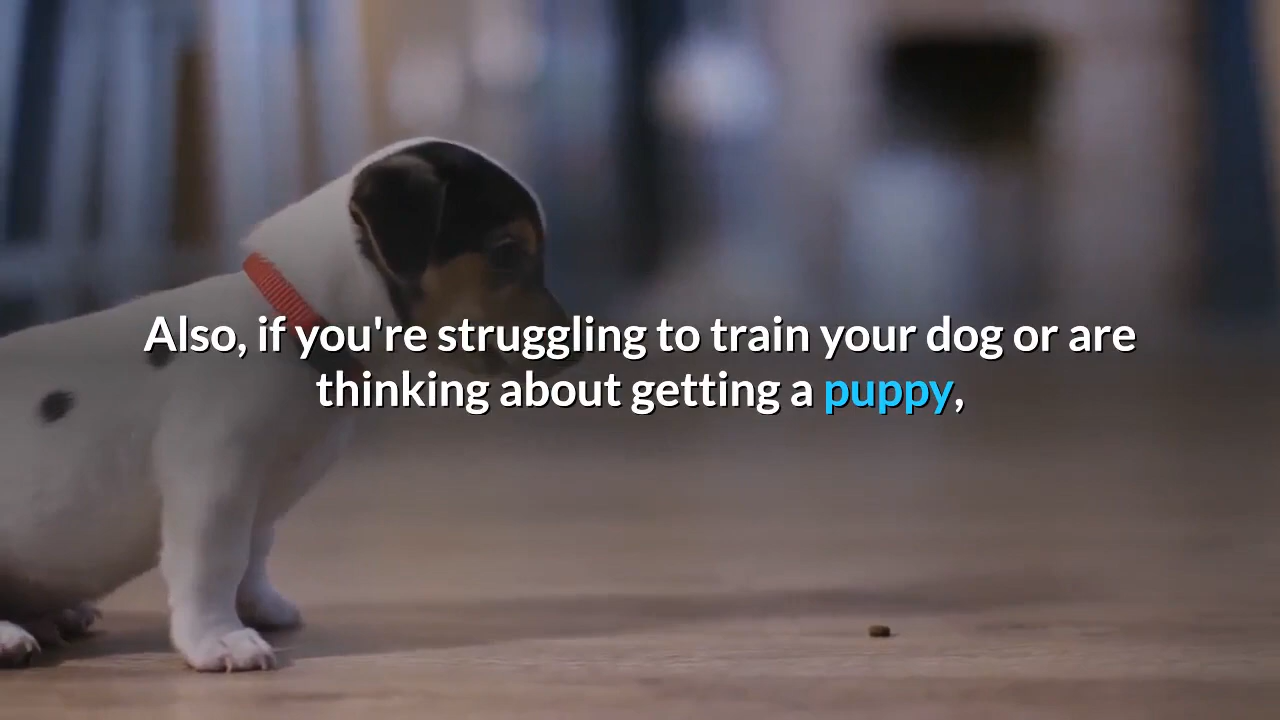 Also, if you're struggling to train your dog or are
thinking about getting a puppy,